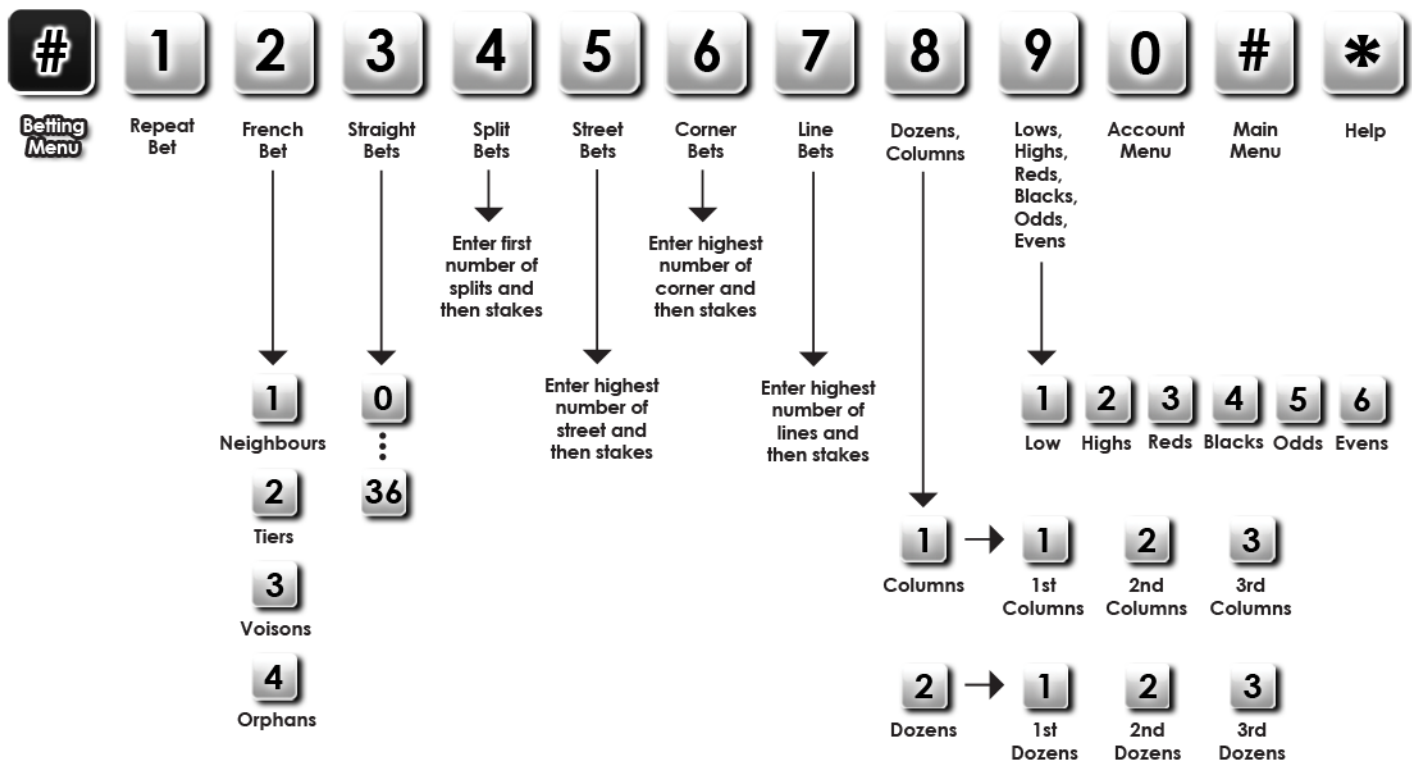 # 1 2 3 4 5 6 7 8 9 0 # *
Betting
Menu
Repeat
Bet
French
Bet
Straight
Bets
Split
Bets
Street
Bets
Corner
Bets
Line
Bets
Dozens,
Columns
Lows,
Highs,
Reds,
Blacks,
Odds,
Evens
Account
Menu
Main
Menu
Help
Enter first
number of
splits and
then stakes
Enter highest
number of
corner and
then stakes
Enter highest
number of
street and
then stakes
Enter highest
number of
lines and
then stakes
1
Neighbours
2
Tiers
3
Voisons
4
Orphans
0
36
1 2 3 4 5 6
Low Highs Reds Blacks Odds Evens
1
Columns
1
1st
Columns
2
2nd
Columns
3
3rd
Columns
2
Dozens
1
1st
Dozens
2
2nd
Dozens
3
3rd
Dozens